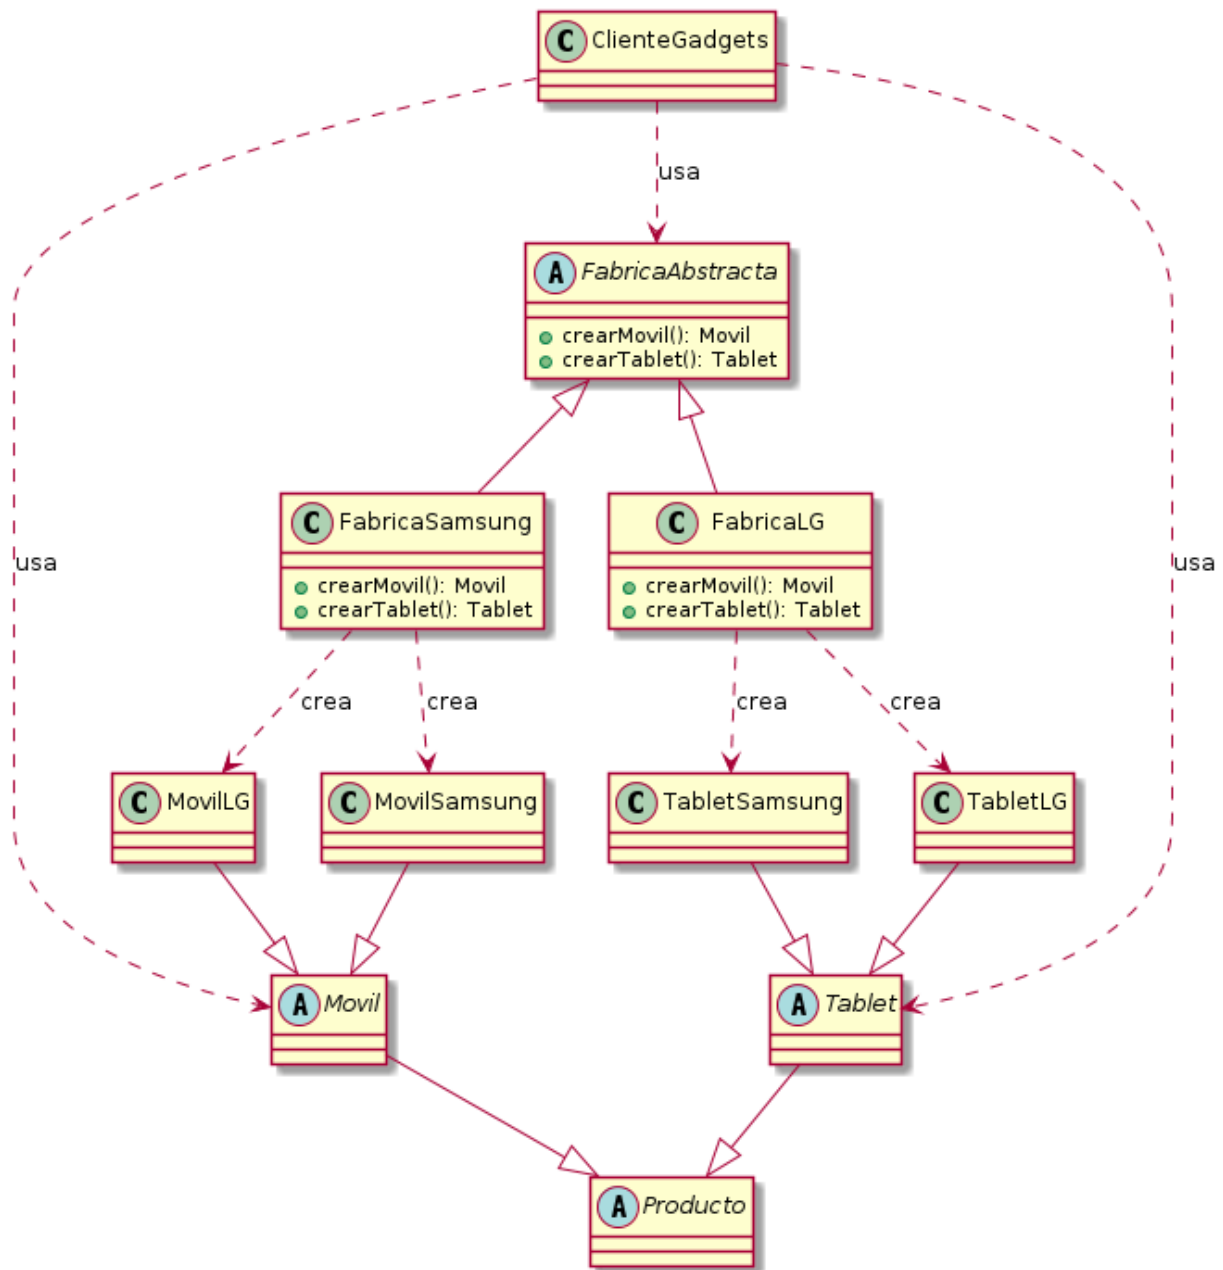 C ClienteGadgets
usa
A FabricaAbstracta
crearMovil(): Movil
crearTablet(): Tablet
C FabricaSamsung
crearMovil(): Movil
crearTablet(): Tablet
C FabricaLG
crearMovil(): Movil
crearTablet(): Tablet
usa
usa
crea
crea
crea
crea
C MovilLG
C MovilSamsung
C TabletSamsung
C TabletLG
A Movil
A Tablet
A Producto